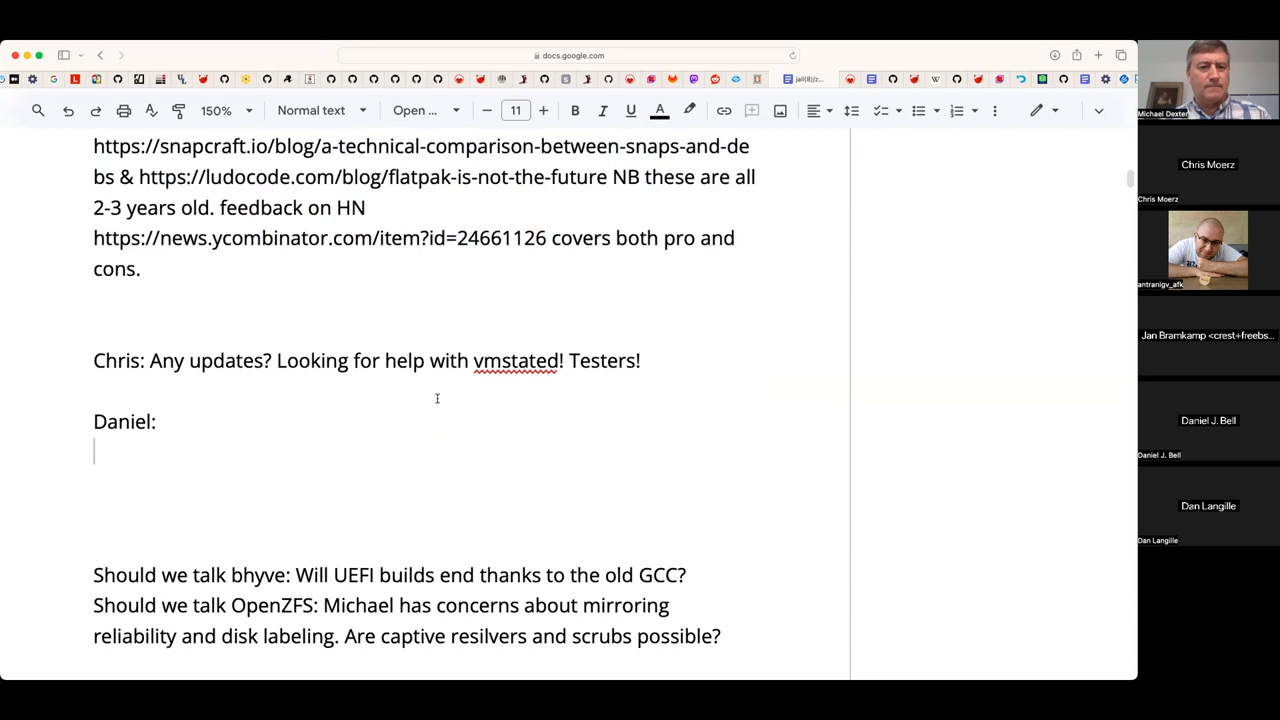 docs.google.com
jail(8)/z...
150%
Normal text
Open ...
11
https://snapcraft.io/blog/a-technical-comparison-between-snaps-and-de
bs & https://ludocode.com/blog/flatpak-is-not-the-future NB these are all
2-3 years old. feedback on HN
https://news.ycombinator.com/item?id=24661126 covers both pro and
cons.
Chris: Any updates? Looking for help with vmstated! Testers!
Daniel:
Should we talk bhyve: Will UEFI builds end thanks to the old GCC?
Should we talk OpenZFS: Michael has concerns about mirroring
reliability and disk labeling. Are captive resilvers and scrubs possible?
Michael Dexter
Chris Moerz
Chris Moerz
antranigv_afk
Jan Bramkamp <crest+freebs...
Daniel J. Bell
Daniel J. Bell
Dan Langille
Dan Langille